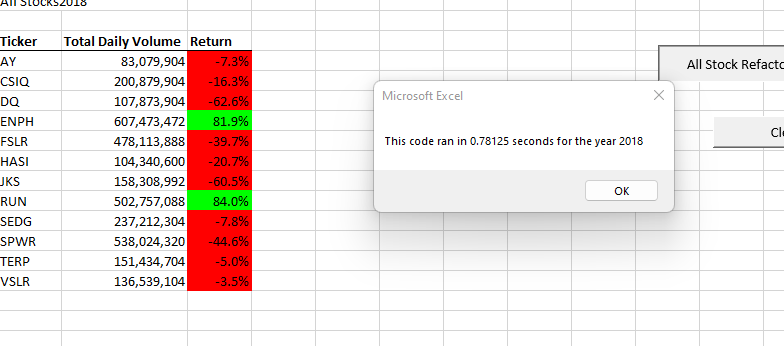 All Stocks2018
Ticker Total Daily Volume Return
AY 83,079,904 -7.3%
CSIQ 200,879,904 -16.3%
DQ 107,873,904 -62.6%
ENPH 607,473,472 81.9%
FSLR 478,113,888 -39.7%
HASI 104,340,600 -20.7%
JKS 158,308,992 -60.5%
RUN 502,757,088 84.0%
SEDG 237,212,304 -7.8%
SPWR 538,024,320 -44.6%
TERP 151,434,704 -5.0%
VSLR 136,539,104 -3.5%
Microsoft Excel
This code ran in 0.78125 seconds for the year 2018
OK
All Stock Refacto
Cl